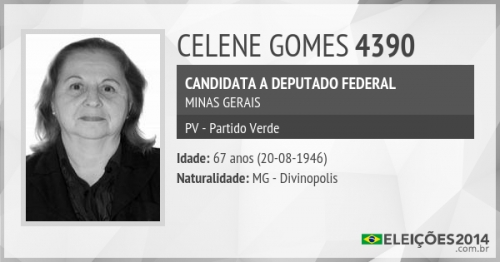 CELENE GOMES 4390
CANDIDATA A DEPUTADO FEDERAL
MINAS GERAIS
PV - Partido Verde
Idade: 67 anos (20-08-1946)
Naturalidade: MG - Divinopolis
ELEIÇÕES2014
.com.br